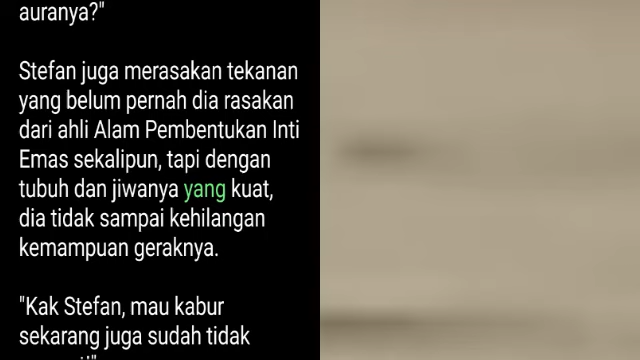 auranya?"
Stefan juga merasakan tekanan
yang belum pernah dia rasakan
dari ahli Alam Pembentukan Inti
Emas sekalipun, tapi dengan
tubuh dan jiwanya yang kuat,
dia tidak sampai kehilangan
kemampuan geraknya.
"Kak Stefan, mau kabur
sekarang juga sudah tidak